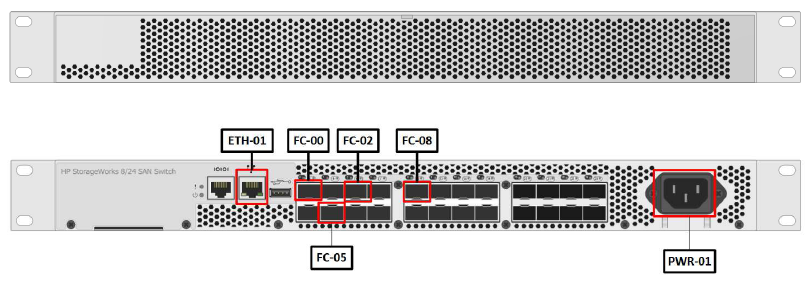 ETH-01
FC-00
FC-02
FC-08
HP StorageWorks 8/24 SAN Switch
FC-05
PWR-01